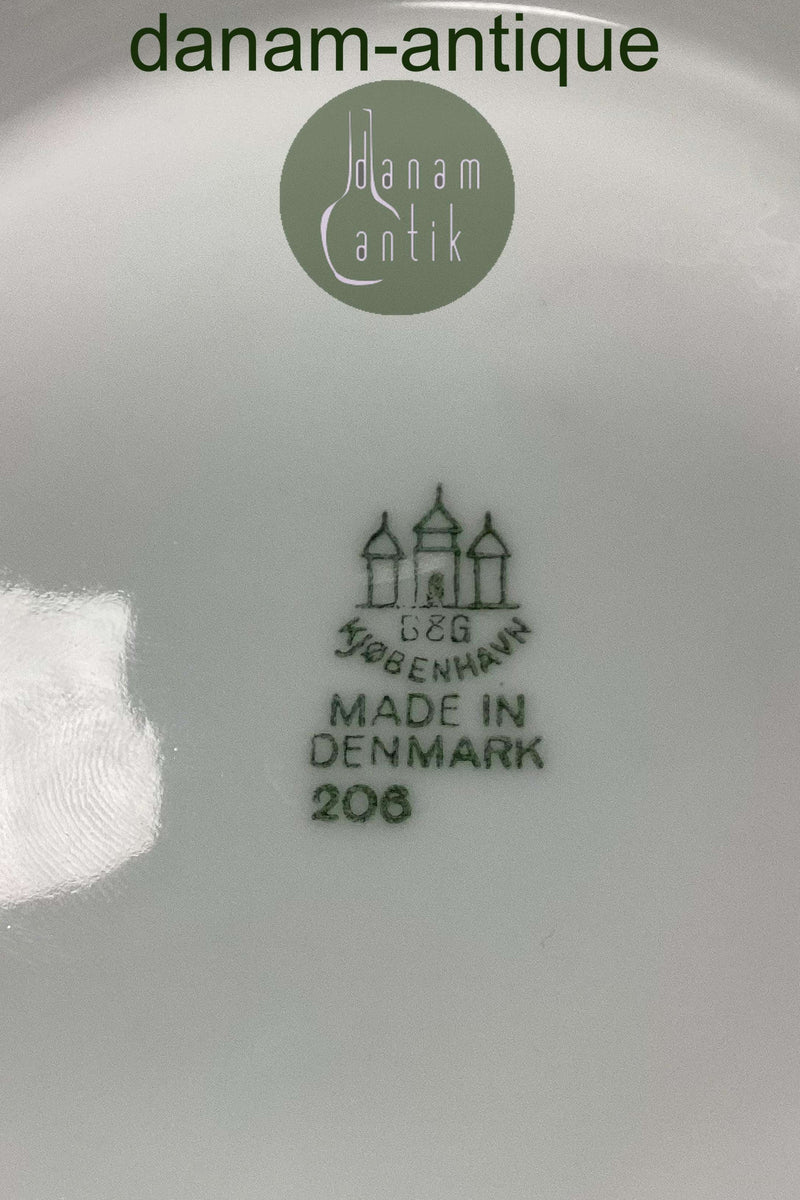 danam-antique
danam
antik
B&G
KJØBENHAVN
MADE IN
DENMARK
206